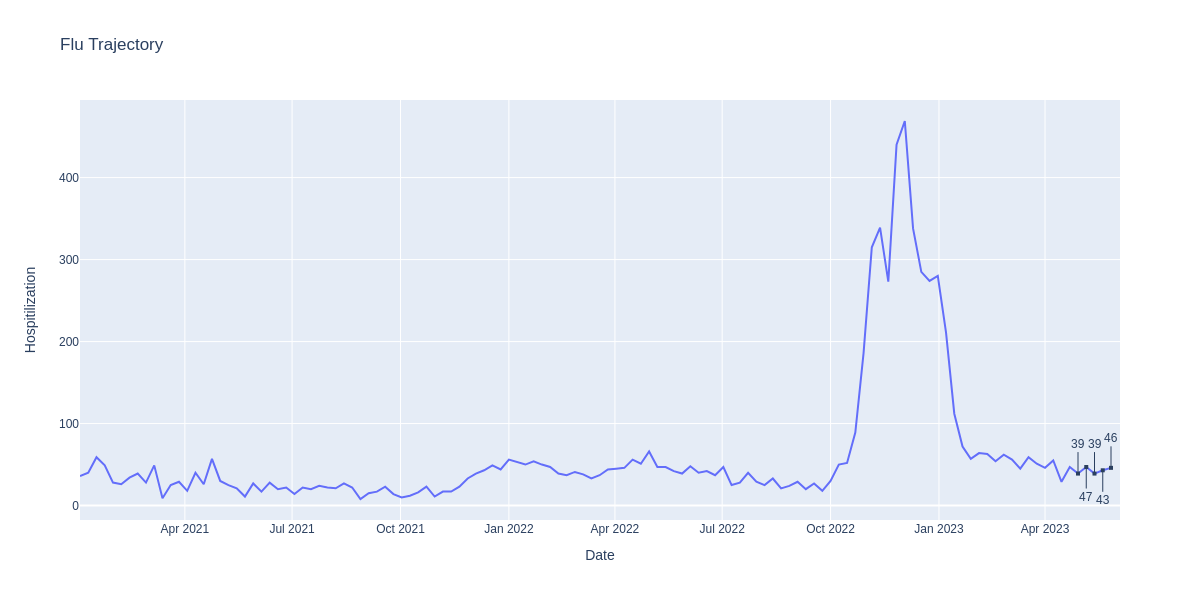 Flu Trajectory
Hospitilization
400
300
200
100
0
39 39 46
47 43
Apr 2021 Jul 2021 Oct 2021 Jan 2022 Apr 2022 Jul 2022 Oct 2022 Jan 2023 Apr 2023
Date